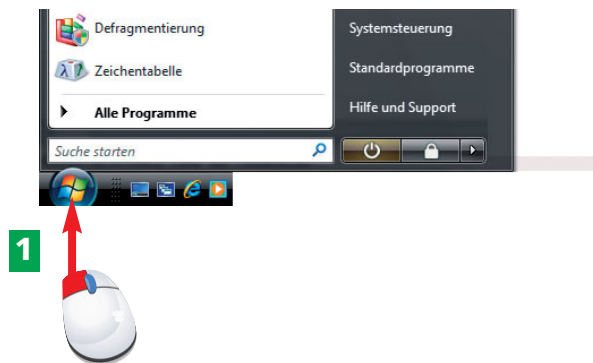 Defragmentierung
Systemsteuerung
Zeichentabelle
Standardprogramme
Alle Programme
Hilfe und Support
Suche starten
1